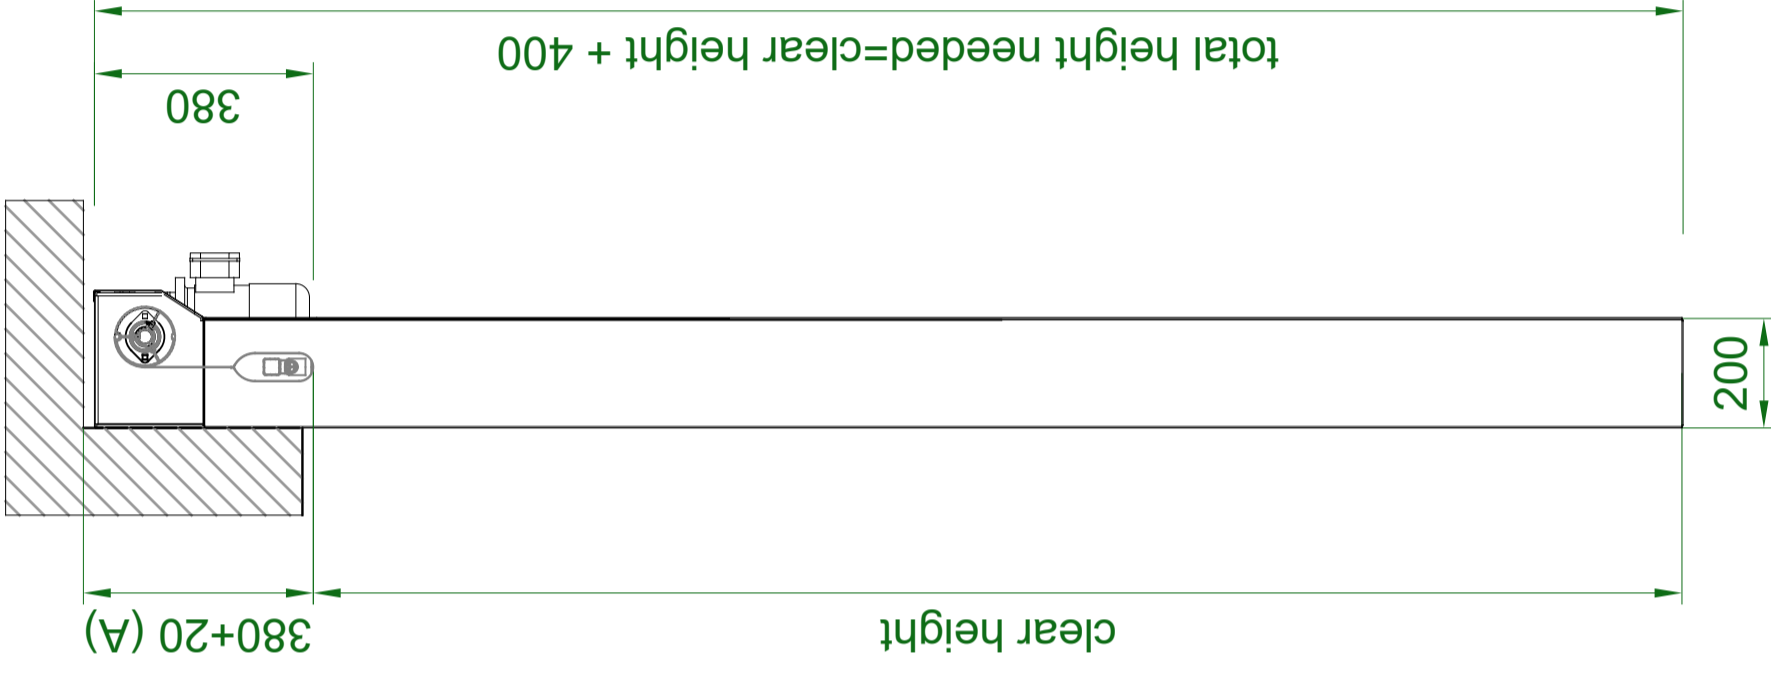 clear height
380+20 (A)
200
380
total height needed=clear height + 400